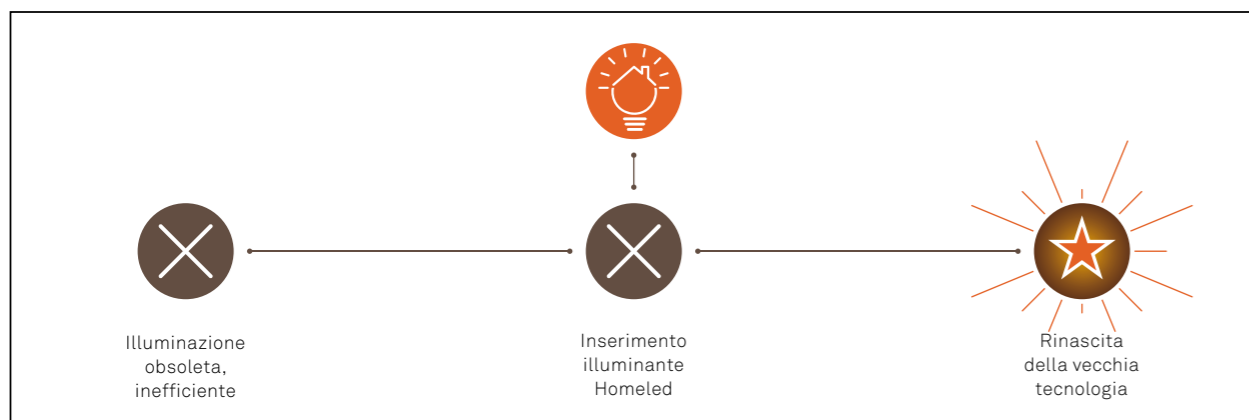 Illuminazione
obsoleta,
inefficiente
Inserimento
illuminante
Homeled
Rinascita
della vecchia
tecnologia